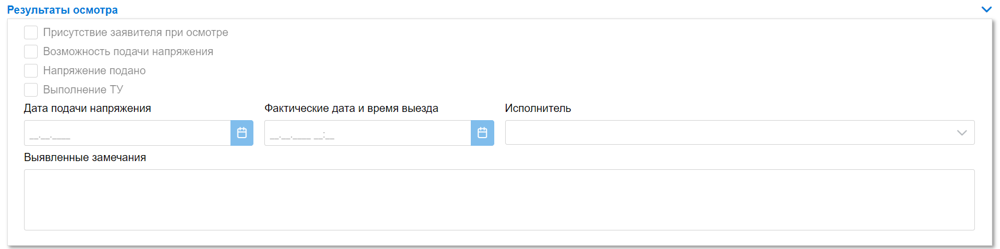 Результаты осмотра
Присутствие заявителя при осмотре
Возможность подачи напряжения
Напряжение подано
Выполнение ТУ
Дата подачи напряжения Фактические дата и время выезда Исполнитель
__.__.____ __.__.____ __:__
Выявленные замечания